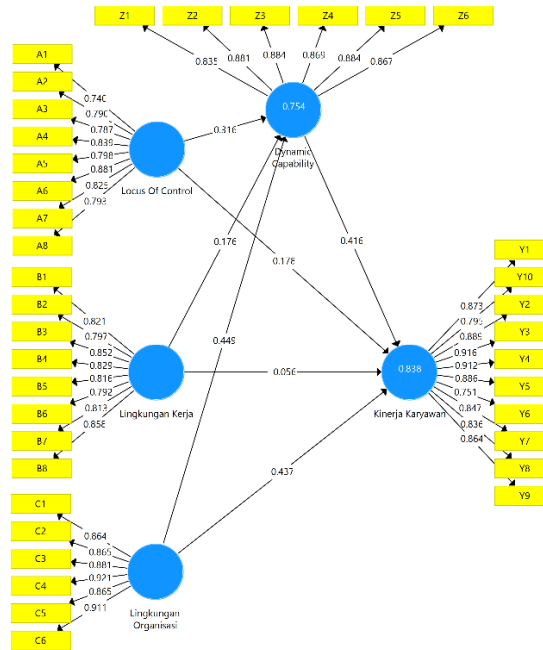 Z1
Z2
Z3
Z4
Z5
Z6
0.835
0.881
0.884
0.869
0.884
0.867
A1
A2
A3
A4
A5
A6
A7
A8
0.740
0.790
0.787
0.839
0.798
0.881
0.825
0.793
Locus Of Control
0.316
0.754
Dynamic
Capability
0.176
0.178
0.416
0.449
B1
B2
B3
B4
B5
B6
B7
B8
0.821
0.797
0.852
0.829
0.816
0.792
0.813
0.858
Lingkungan Kerja
0.056
0.838
Kinerja Karyawan
0.437
Y1
Y10
Y2
Y3
Y4
Y5
Y6
Y7
Y8
Y9
0.873
0.795
0.889
0.916
0.912
0.886
0.751
0.847
0.836
0.864
C1
C2
C3
C4
C5
C6
0.864
0.865
0.881
0.921
0.865
0.911
Lingkungan
Organisasi